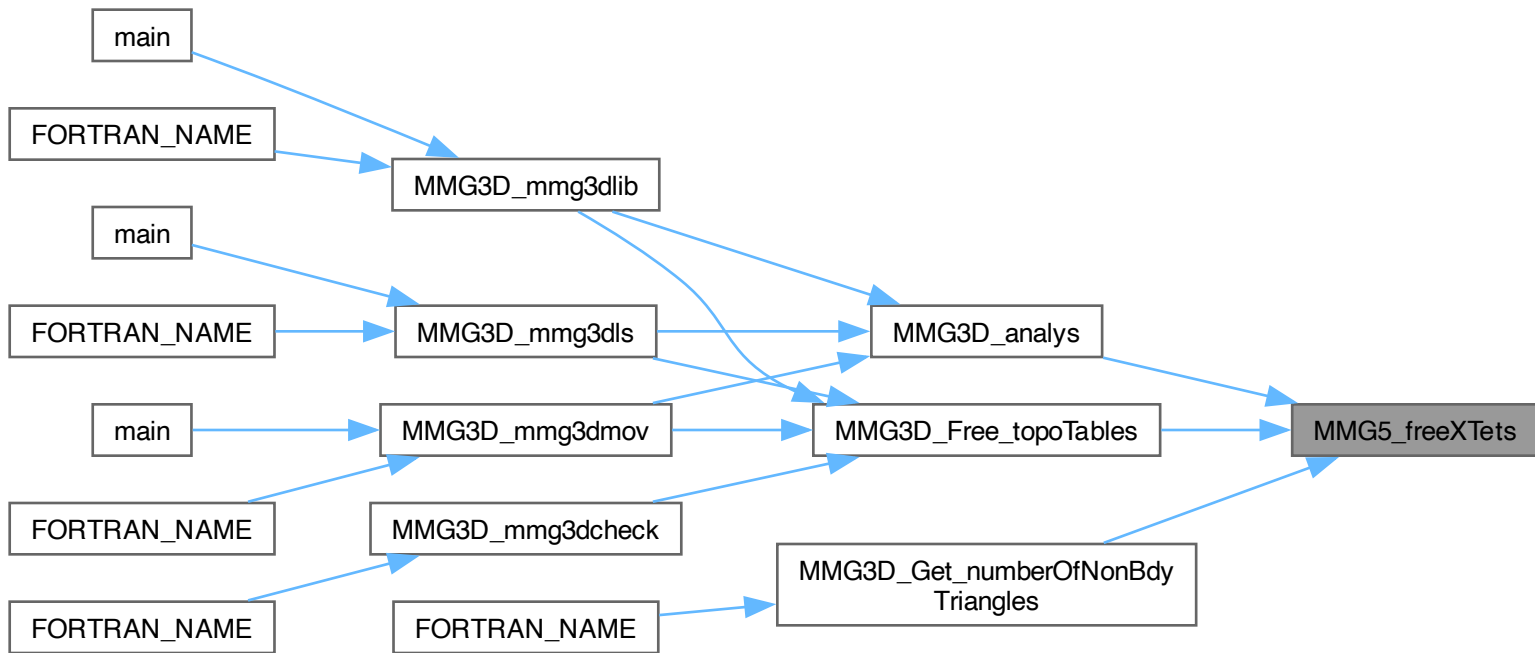 main
FORTRAN_NAME
MMG3D_mmg3dlib
main
MMG3D_mmg3dls
MMG3D_analys
FORTRAN_NAME
main
MMG3D_mmg3dmov
MMG3D_Free_topoTables
MMG5_freeXTets
FORTRAN_NAME
MMG3D_mmg3dcheck
MMG3D_Get_numberOfNonBdy
Triangles
FORTRAN_NAME
FORTRAN_NAME